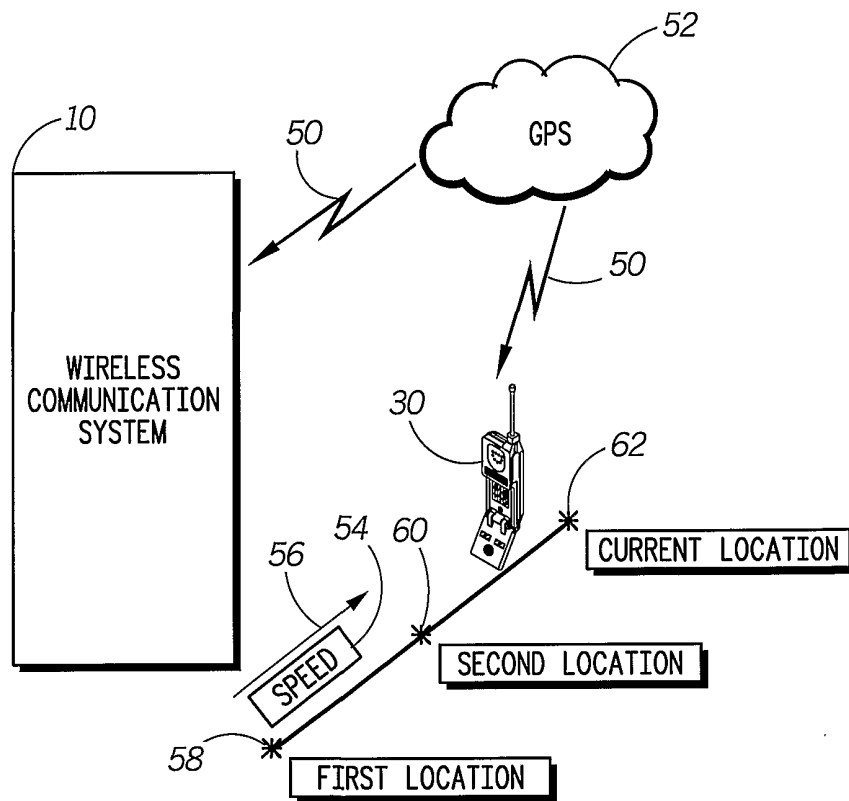 52
10
50
GPS
50
WIRELESS
COMMUNICATION
SYSTEM
30
62
54
60
CURRENT LOCATION
56
SPEED
SECOND LOCATION
58
FIRST LOCATION